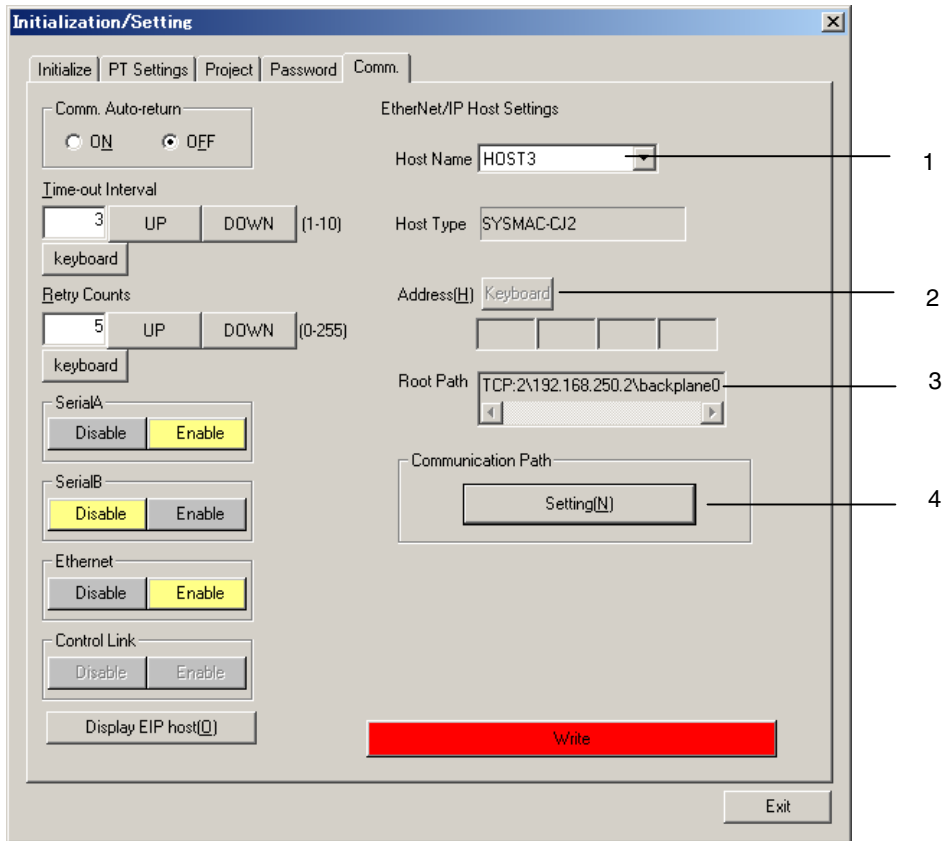 Initialization/Setting
Initialize PT Settings Project Password Comm.
Comm. Auto-return
ON OFF
Time-out Interval
3 UP DOWN (1-10)
keyboard
Retry Counts
5 UP DOWN (0-255)
keyboard
SerialA
Disable Enable
SerialB
Disable Enable
Ethernet
Disable Enable
Control Link
Disable Enable
Display EIP host(O)
EtherNet/IP Host Settings
Host Name HOST3
1
Host Type SYSMAC-CJ2
Address(H) Keyboard
2
Root Path TCP:2\192.168.250.2\backplane0
3
Communication Path
Setting(N)
4
Write
Exit